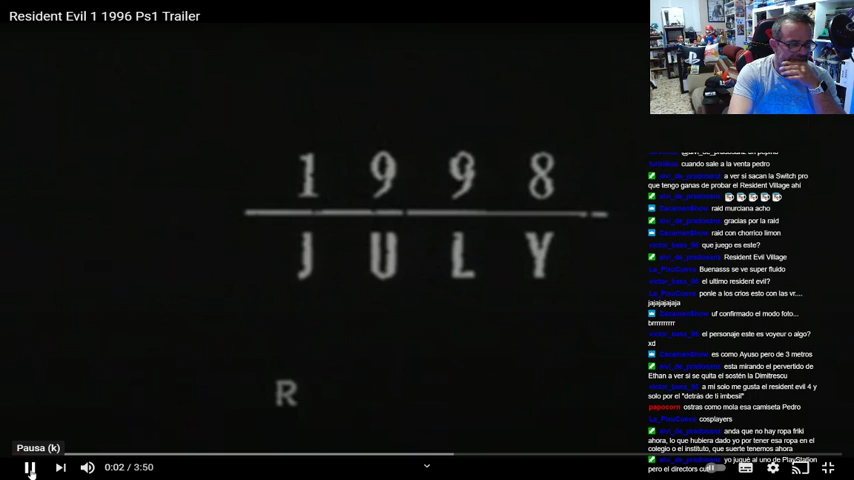 Resident Evil 1 1996 Ps1 Trailer
1998
JULY
R
Pausa (k)
0:02 / 3:50
cuando sale a la venta pedro
a ver si sacan la Switch pro
que tengo ganas de probar el Resident Village ahí
raid murciana acho
gracias por la raid
raid con chorrico limon
que juego es este?
Resident Evil Village
Buenasss se ve super fluido
el ultimo resident evil?
ponle a los crios esto con las vr....
jajajajajaja
uf confirmado el modo foto...
brrrrrrrrrr
el personaje este es voyeur o algo?
xd
es como Ayuso pero de 3 metros
esta mirando el pervertido de
Ethan a ver si se quita el sostén la Dimitrescu
a mi solo me gusta el resident evil 4 y
solo por el "detrás de ti imbesil"
papocorn ostras como mola esa camiseta Pedro
cosplayers
anda que no hay ropa friki
ahora, lo que hubiera dado yo por tener esa ropa en el
colegio o el instituto, que suerte tenemos ahora
yo jugué al uno de PlayStation
pero el directors cut